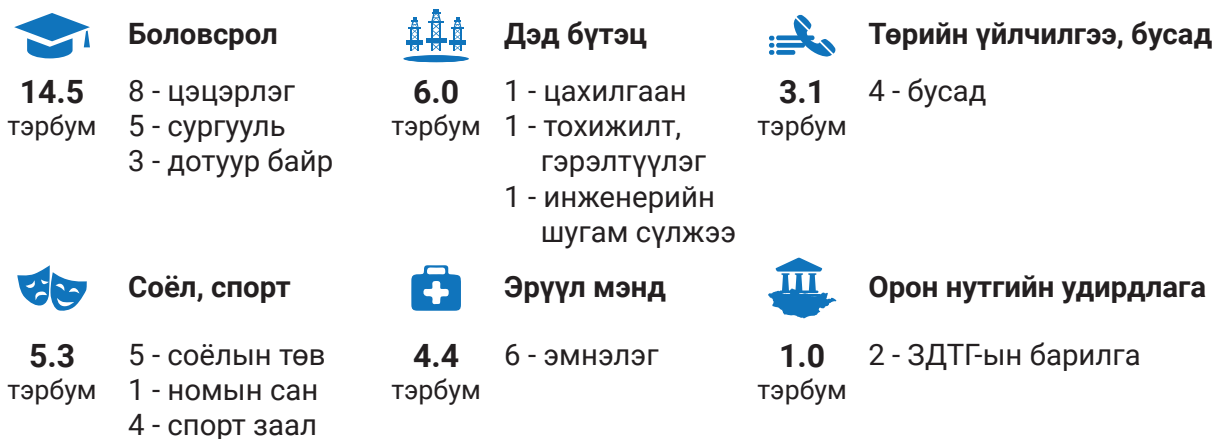 Боловсрол
14.5
тэрбум
8 - цэцэрлэг
5 - сургууль
3 - дотуур байр
Дэд бүтэц
6.0
тэрбум
1 - цахилгаан
1 - тохижилт,
гэрэлтүүлэг
1 - инженерийн
шугам сүлжээ
Төрийн үйлчилгээ, бусад
3.1
тэрбум
4 - бусад
Соёл, спорт
5.3
тэрбум
5 - соёлын төв
1 - номын сан
4 - спорт заал
Эрүүл мэнд
4.4
тэрбум
6 - эмнэлэг
Орон нутгийн удирдлага
1.0
тэрбум
2 - ЗДТГ-ын барилга